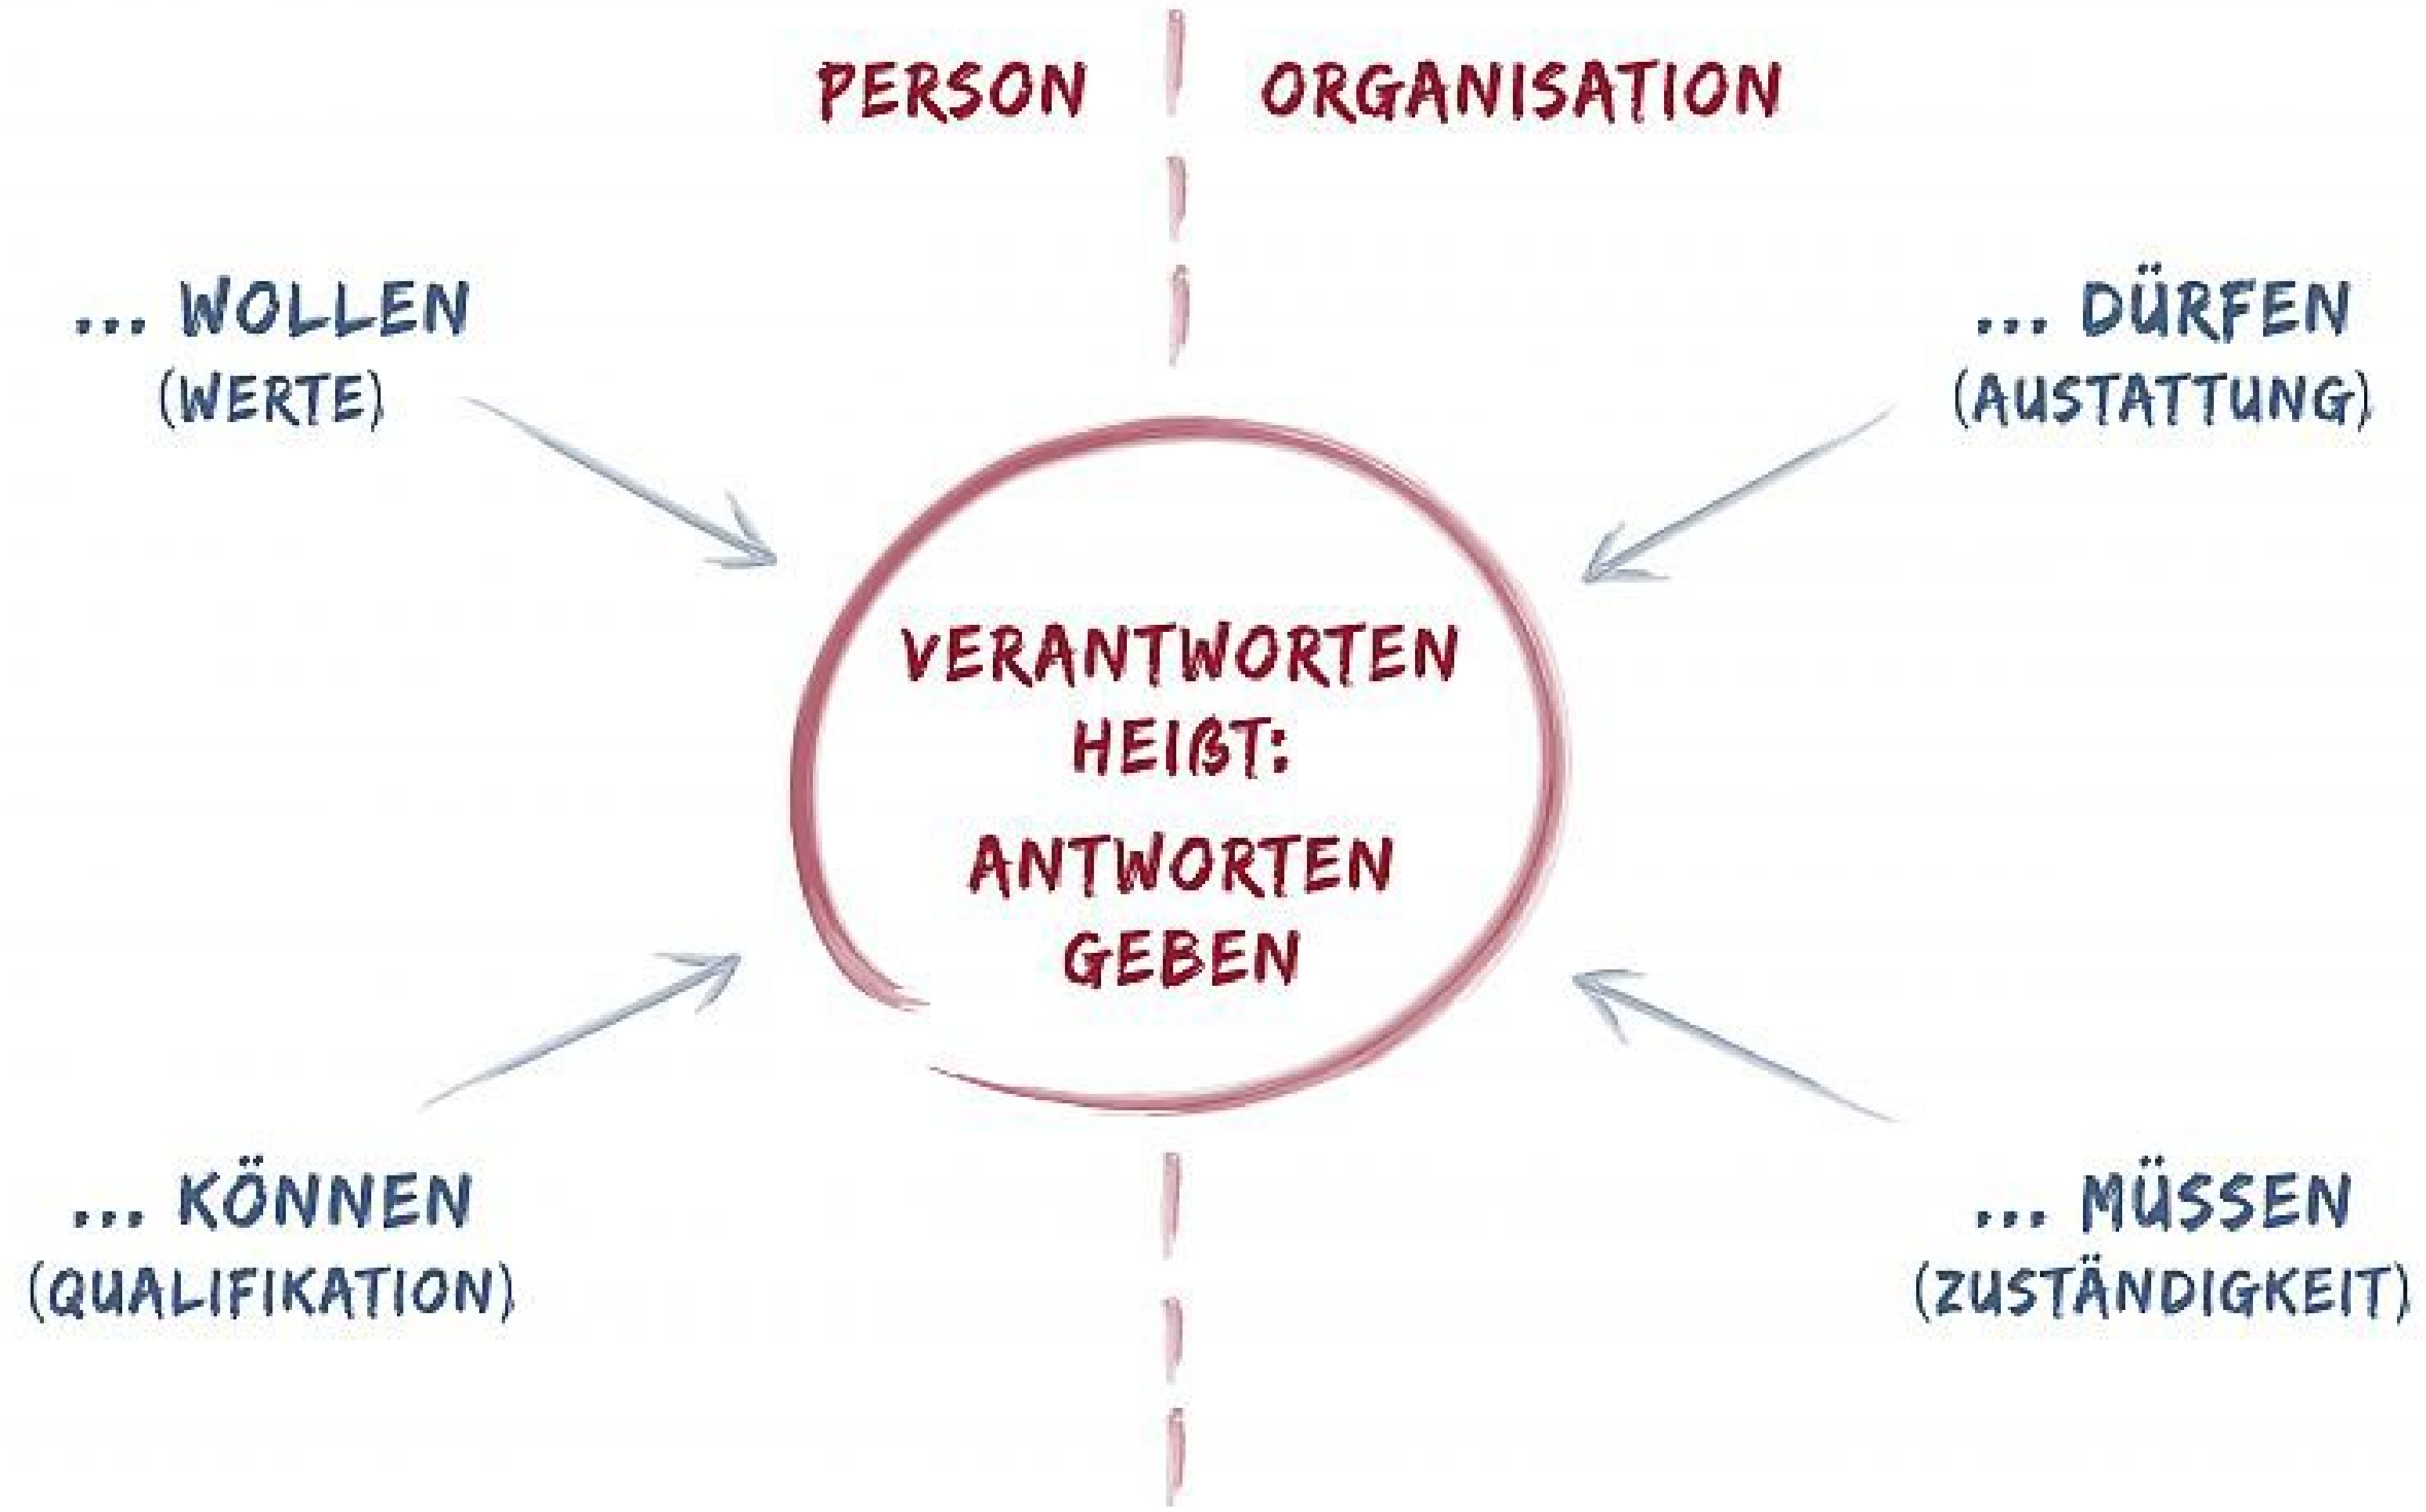 PERSON
ORGANISATION
... WOLLEN
(WERTE)
... DÜRFEN
(AUSTATTUNG)
VERANTWORTEN
HEIßT:
ANTWORTEN
GEBEN
... KÖNNEN
(QUALIFIKATION)
... MÜSSEN
(ZUSTÄNDIGKEIT)